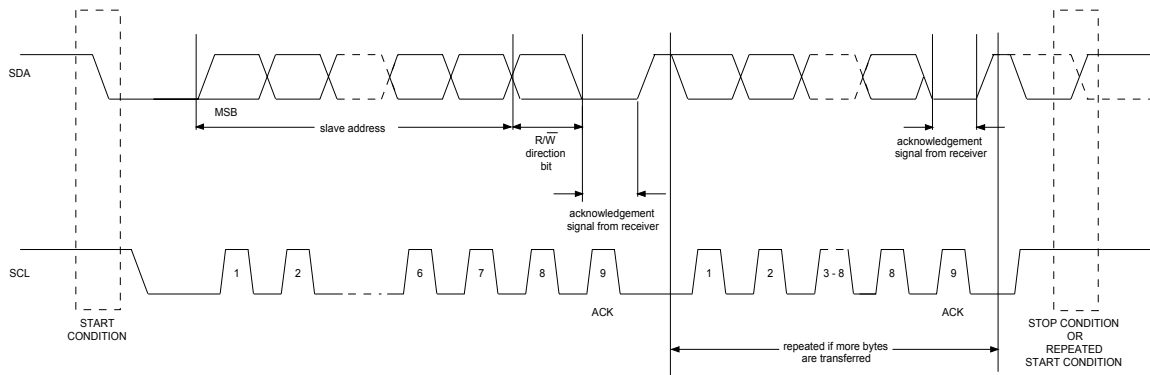 SDA
MSB
slave address
R/W̅
direction
bit
acknowledgement
signal from receiver
acknowledgement
signal from receiver
SCL
1
2
6
7
8
9
1
2
3 - 8
8
9
ACK
ACK
START
CONDITION
repeated if more bytes
are transferred
STOP CONDITION
OR
REPEATED
START CONDITION